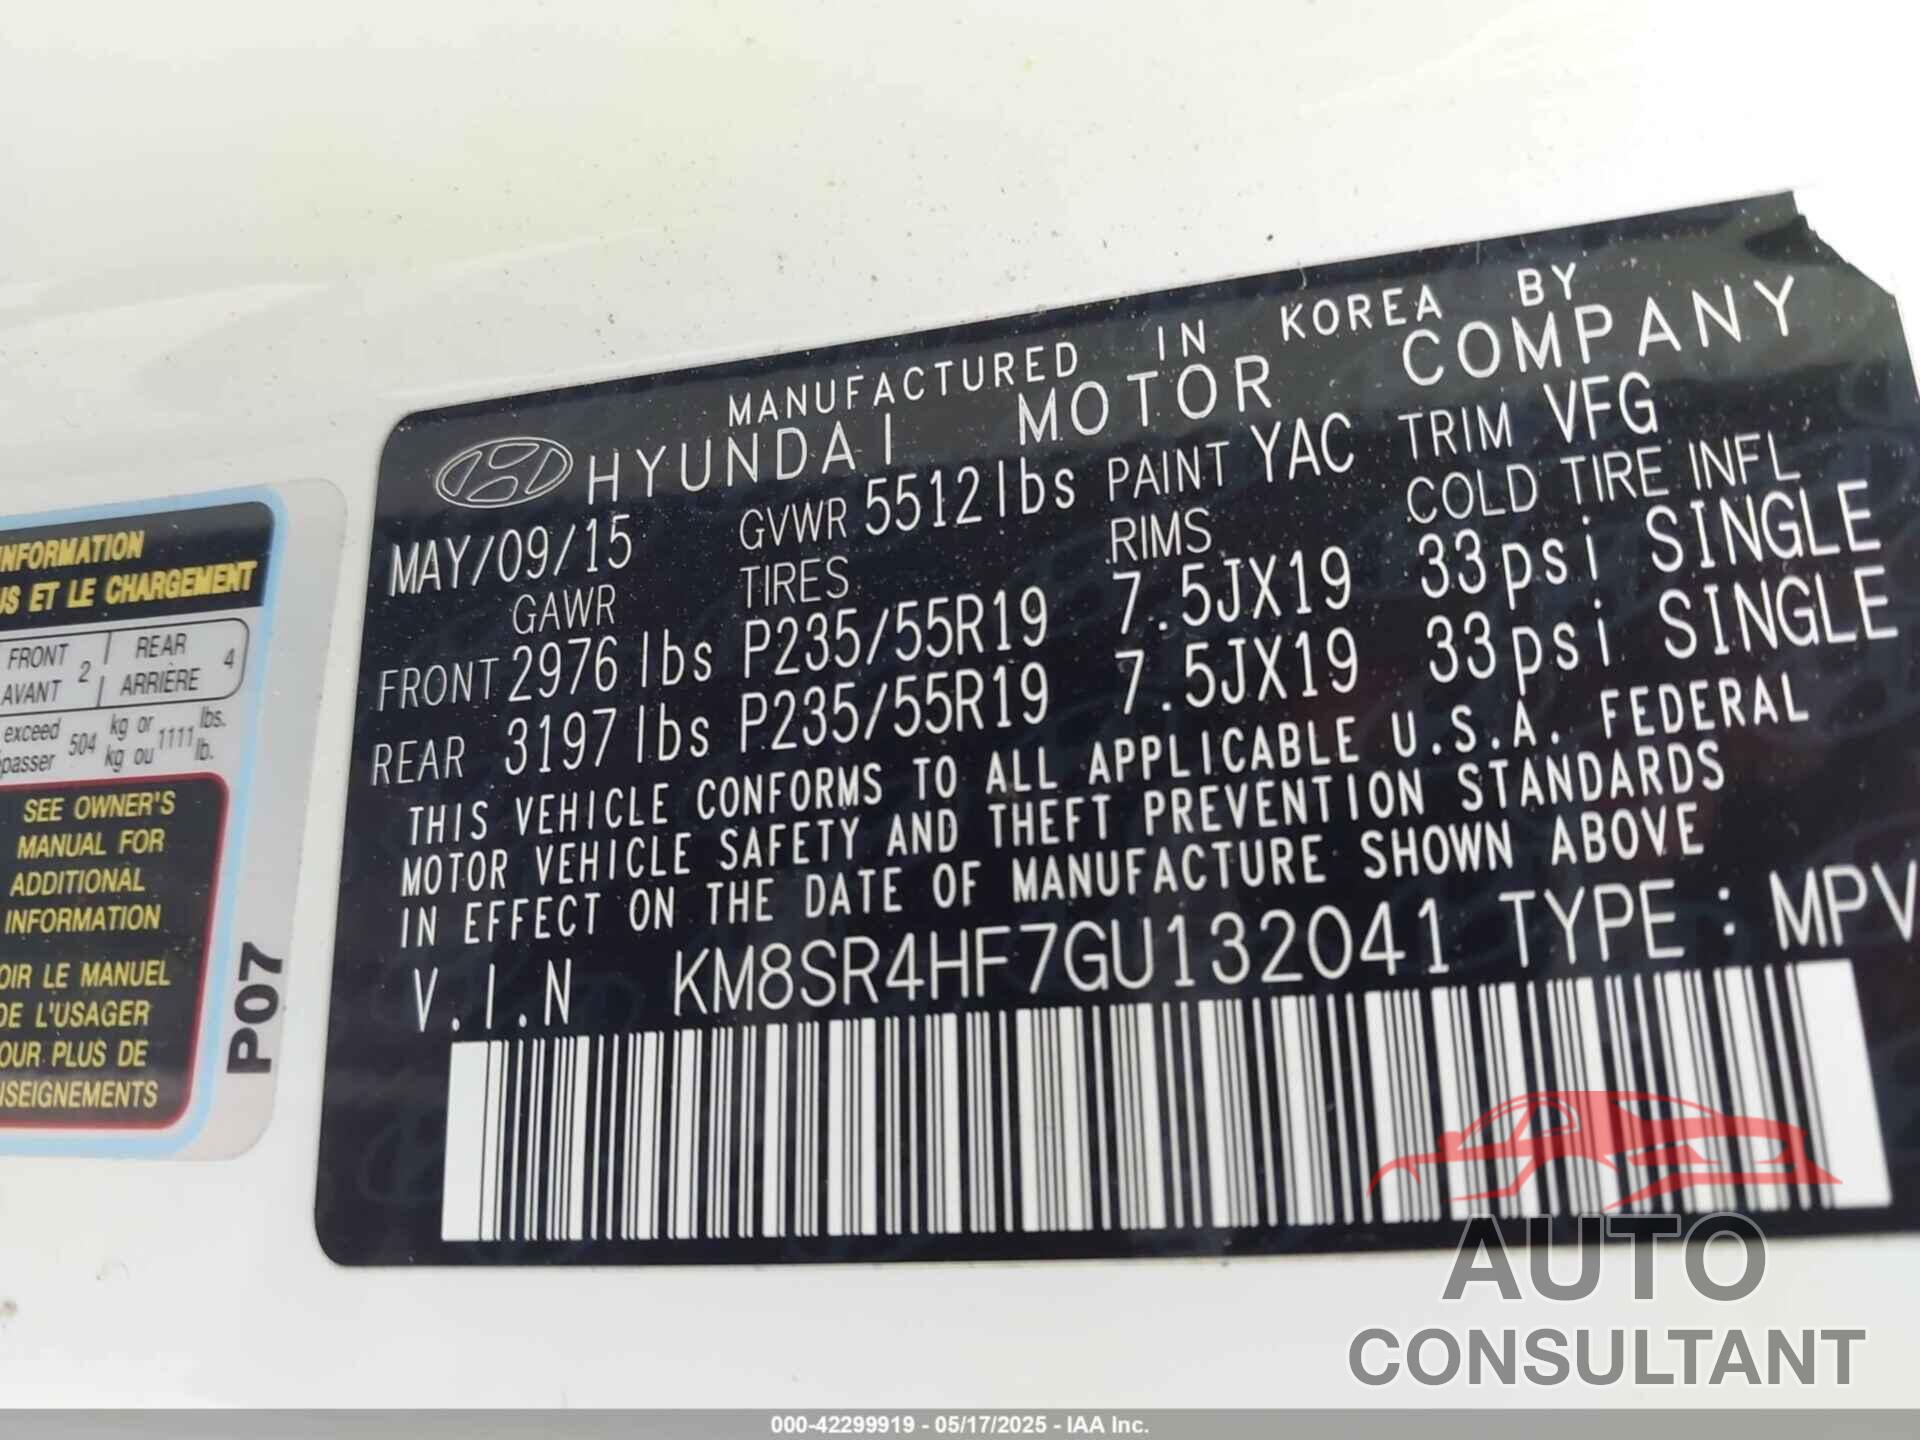 MANUFACTURED IN KOREA BY
HYUNDAI MOTOR COMPANY
MAY/09/15 GVWR 5512lbs PAINT YAC TRIM VFG
GAWR TIRES RIMS COLD TIRE INFL
FRONT 2976 lbs P235/55R19 7.5JX19 33psi SINGLE
REAR 3197 lbs P235/55R19 7.5JX19 33psi SINGLE
THIS VEHICLE CONFORMS TO ALL APPLICABLE U.S.A. FEDERAL
MOTOR VEHICLE SAFETY AND THEFT PREVENTION STANDARDS
IN EFFECT ON THE DATE OF MANUFACTURE SHOWN ABOVE
V.I.N KM8SR4HF7GU132041 TYPE : MPV
INFORMATION
US ET LE CHARGEMENT
FRONT 2 REAR 4
AVANT ARRIÈRE
exceed 504 kg or 1111 lbs.
passer kg ou lb.
SEE OWNER'S
MANUAL FOR
ADDITIONAL
INFORMATION
OIR LE MANUEL
DE L'USAGER
OUR PLUS DE
NSEIGNEMENTS
P07
AUTO
CONSULTANT
000-42299919 - 05/17/2025 - IAA Inc.